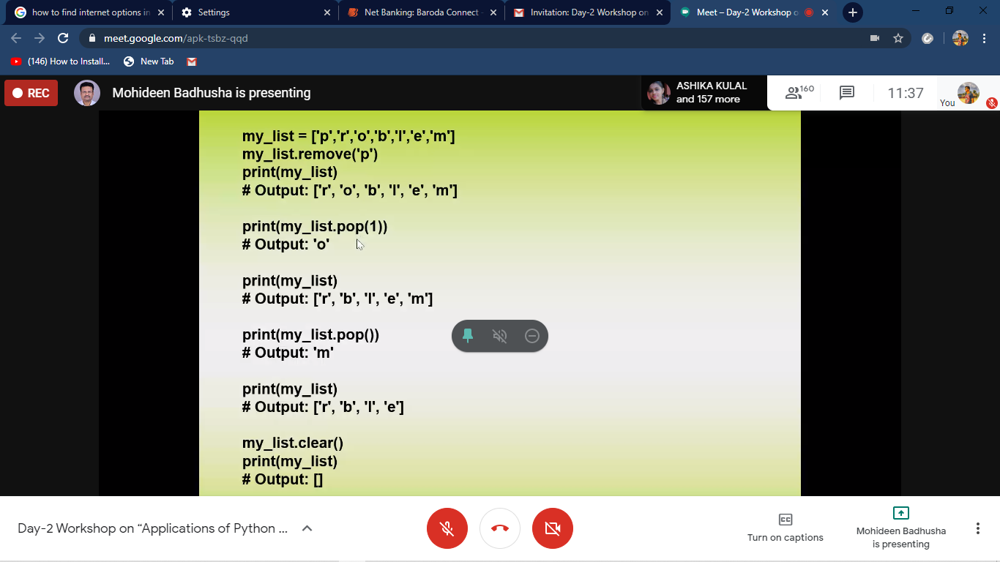 how to find internet options in
Settings
Net Banking: Baroda Connect -
Invitation: Day-2 Workshop on
Meet – Day-2 Workshop o
meet.google.com/apk-tsbz-qqd
(146) How to Install...
New Tab
REC
Mohideen Badhusha is presenting
ASHIKA KULAL
and 157 more
160
11:37
You
my_list = ['p','r','o','b','l','e','m']
my_list.remove('p')
print(my_list)
# Output: ['r', 'o', 'b', 'l', 'e', 'm']
print(my_list.pop(1))
# Output: 'o'
print(my_list)
# Output: ['r', 'b', 'l', 'e', 'm']
print(my_list.pop())
# Output: 'm'
print(my_list)
# Output: ['r', 'b', 'l', 'e']
my_list.clear()
print(my_list)
# Output: []
Day-2 Workshop on “Applications of Python ...
CC
Turn on captions
Mohideen Badhusha
is presenting